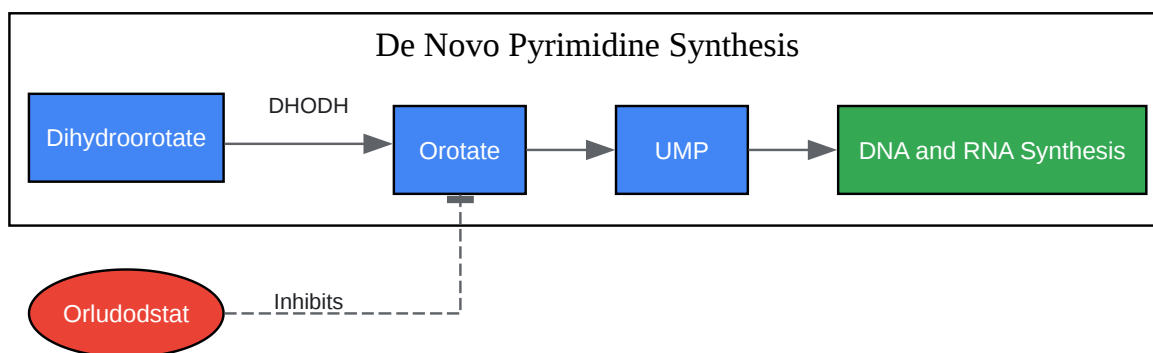 De Novo Pyrimidine Synthesis
DHODH
Dihydroorotate
Orotate
UMP
DNA and RNA Synthesis
Inhibits
Orludodstat